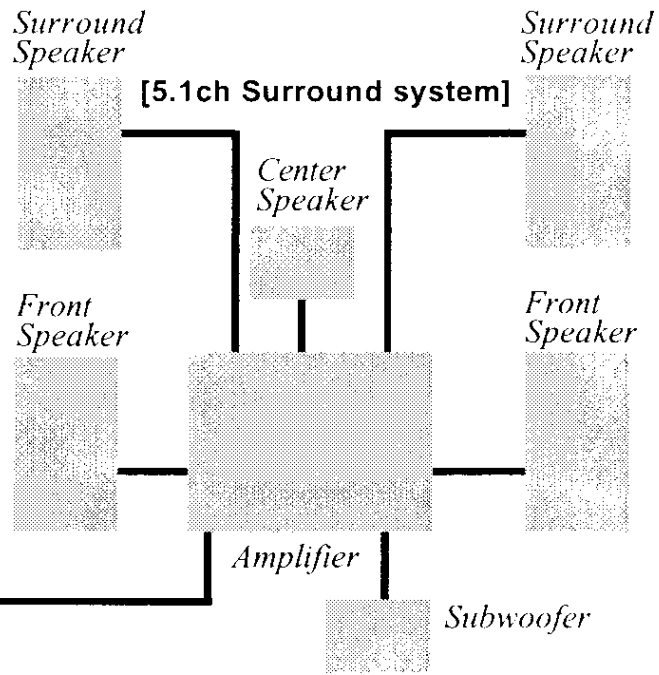 Surround
Speaker
Surround
Speaker
[5.1ch Surround system]
Center
Speaker
Front
Speaker
Front
Speaker
Amplifier
Subwoofer